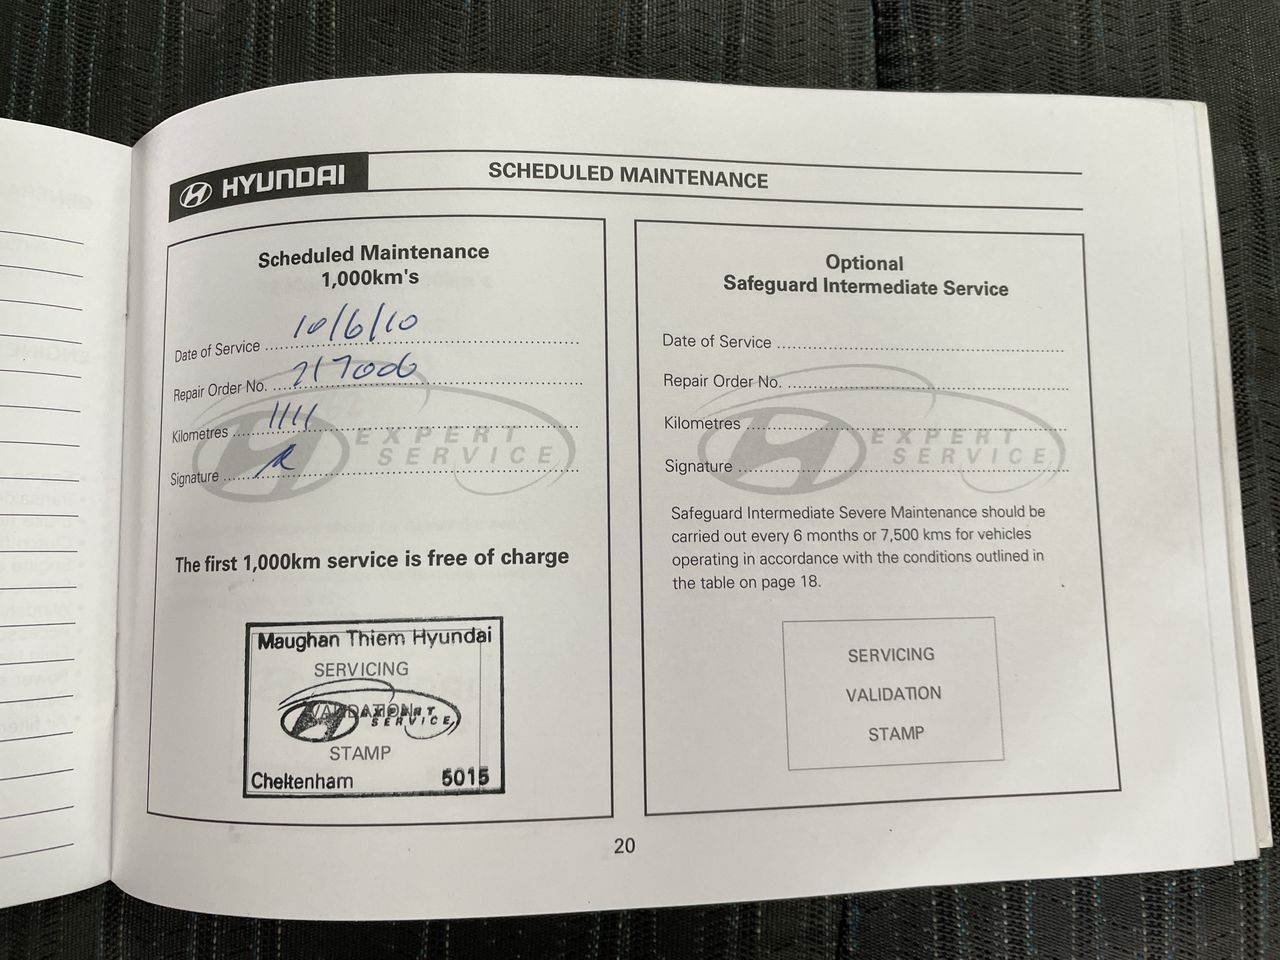 HYUNDAI
SCHEDULED MAINTENANCE
Scheduled Maintenance
1,000km's
Date of Service 10/6/10
Repair Order No. 217006
Kilometres 1111
Signature
EXPERT
SERVICE
The first 1,000km service is free of charge
Maughan Thiem Hyundai
SERVICING
VALIDATION
EXPERT
SERVICE
STAMP
Cheltenham 5015
Optional
Safeguard Intermediate Service
Date of Service
Repair Order No.
Kilometres
EXPERT
SERVICE
Signature
Safeguard Intermediate Severe Maintenance should be
carried out every 6 months or 7,500 kms for vehicles
operating in accordance with the conditions outlined in
the table on page 18.
SERVICING
VALIDATION
STAMP
20